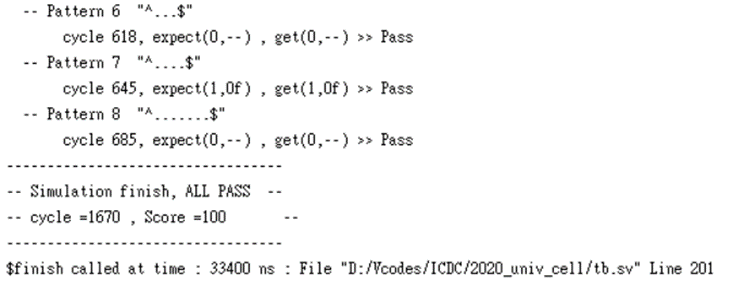 -- Pattern 6 "^...$"
cycle 618, expect(0,--) , get(0,--) >> Pass
-- Pattern 7 "^....$"
cycle 645, expect(1,0f) , get(1,0f) >> Pass
-- Pattern 8 "^.......$"
cycle 685, expect(0,--) , get(0,--) >> Pass
----------------------------------
-- Simulation finish, ALL PASS --
-- cycle =1670 , Score =100 --
----------------------------------
$finish called at time : 33400 ns : File "D:/Vcodes/ICDC/2020_univ_cell/tb.sv" Line 201